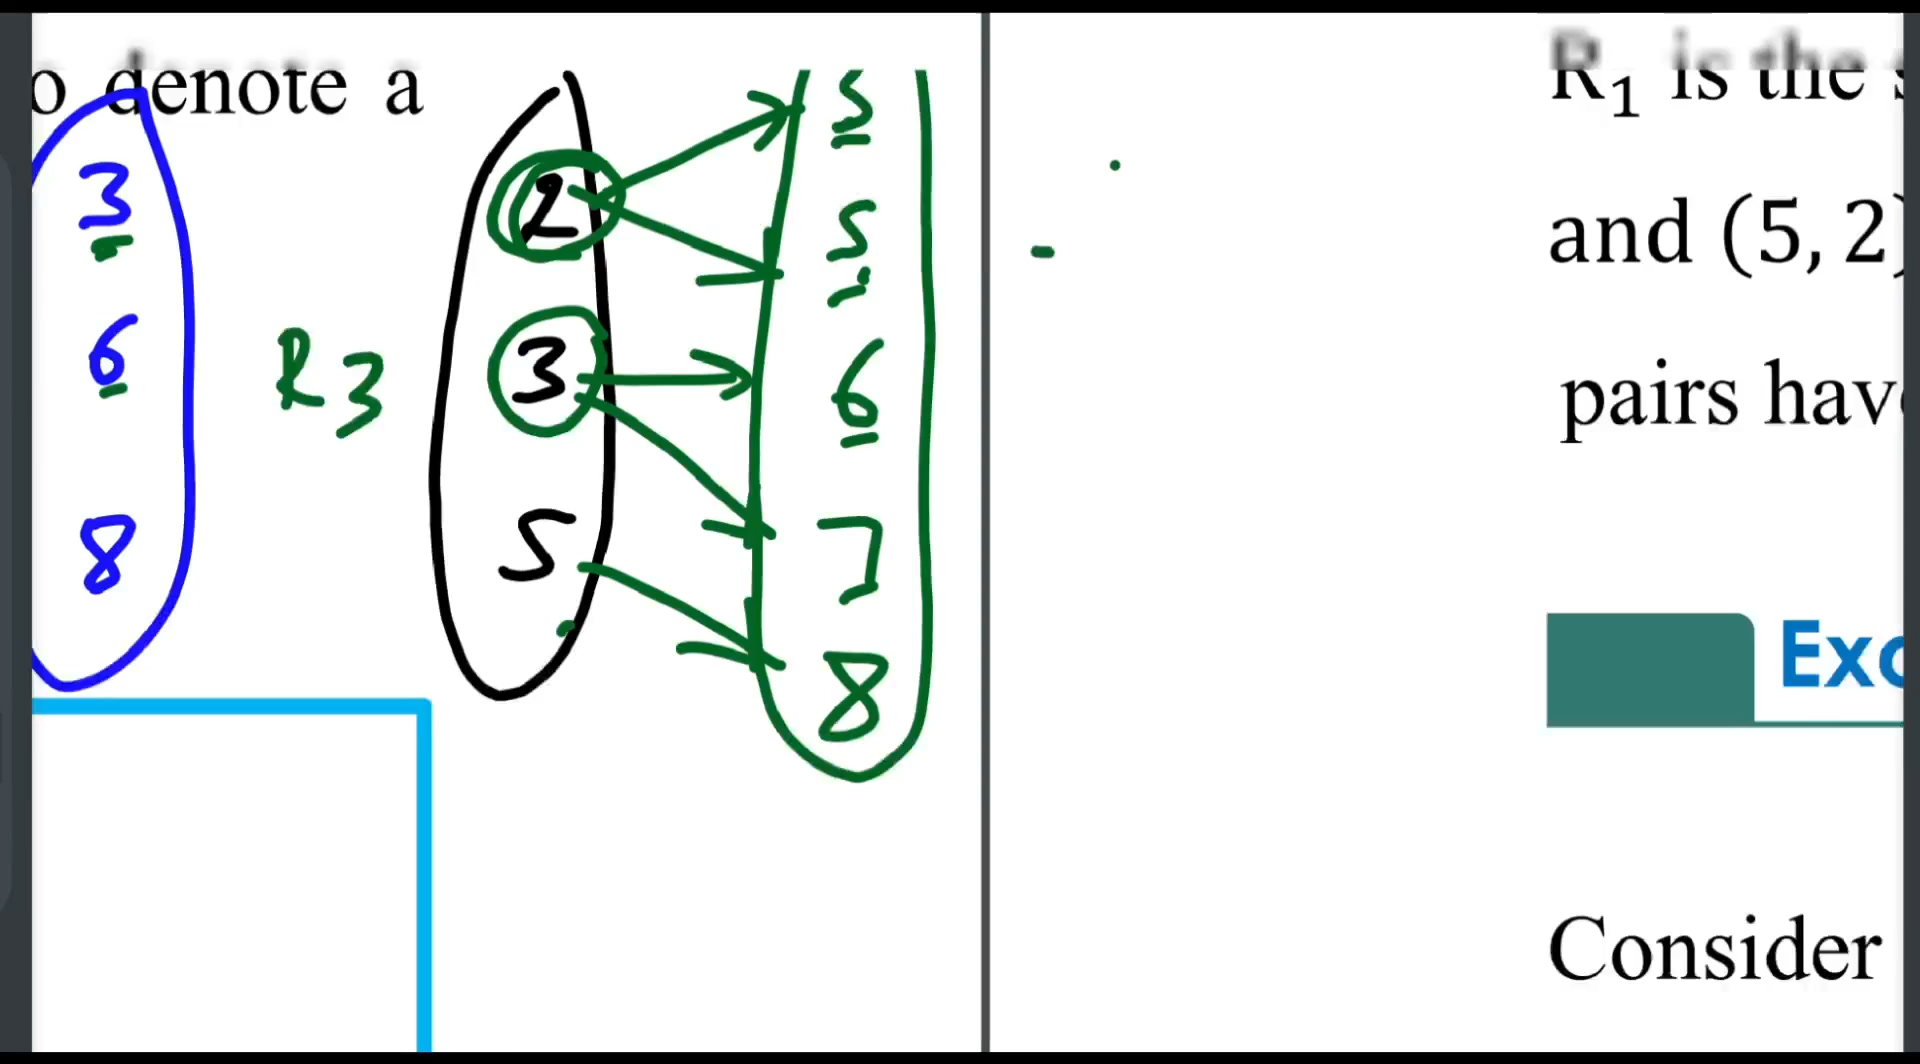 o denote a
3
6
8
R3
2
3
5
5
5
6
7
8
R₁ is the
and (5, 2)
pairs hav
Exa
Consider